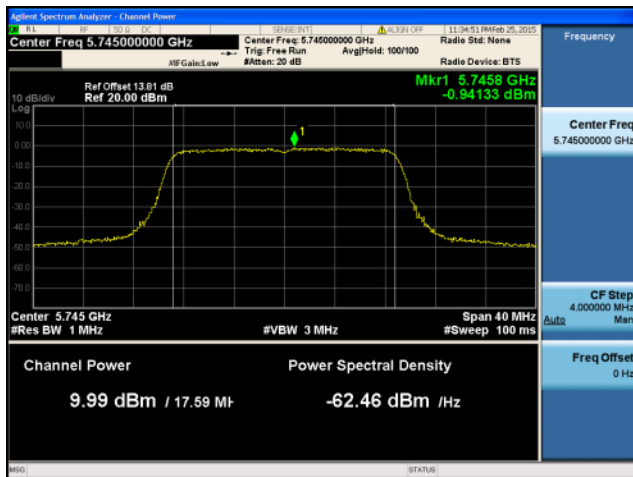 Agilent Spectrum Analyzer - Channel Power
RL RF 50 Ω DC SENSE:INT ALIGN OFF 11:34:51 PM Feb 25, 2015
Center Freq 5.745000000 GHz
Center Freq: 5.745000000 GHz
Radio Std: None
Trig: Free Run Avg|Hold: 100/100
#IFGain:Low #Atten: 20 dB
Radio Device: BTS
Frequency
Ref Offset 13.81 dB
Mkr1 5.7458 GHz
10 dB/div Ref 20.00 dBm
-0.94133 dBm
Log
10.0
0.00
-10.0
-20.0
-30.0
-40.0
-50.0
-60.0
-70.0
1
Center 5.745 GHz
Span 40 MHz
#Res BW 1 MHz
#VBW 3 MHz
#Sweep 100 ms
Channel Power
Power Spectral Density
9.99 dBm / 17.59 MH
-62.46 dBm /Hz
Center Freq
5.745000000 GHz
CF Step
4.000000 MHz
Auto Man
Freq Offset
0 Hz
MSG STATUS